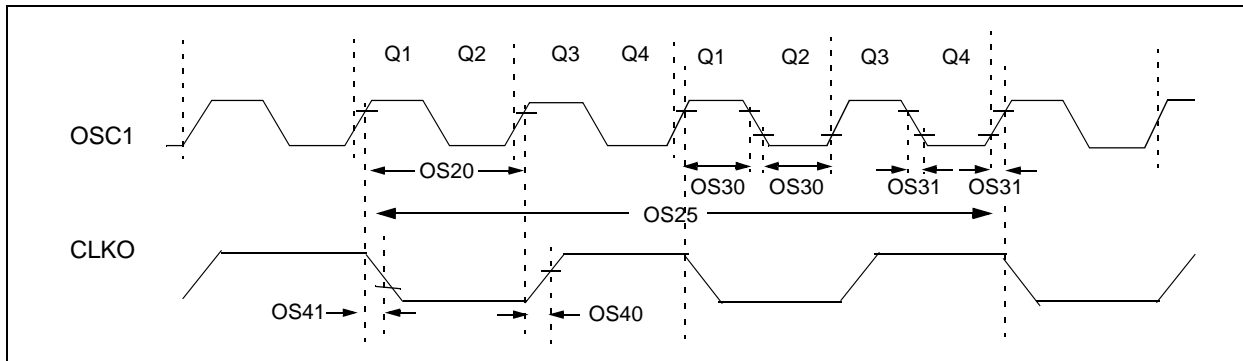 Q1 Q2 Q3 Q4 Q1 Q2 Q3 Q4
OSC1
OS20
OS30 OS30 OS31 OS31
OS25
CLKO
OS41 OS40